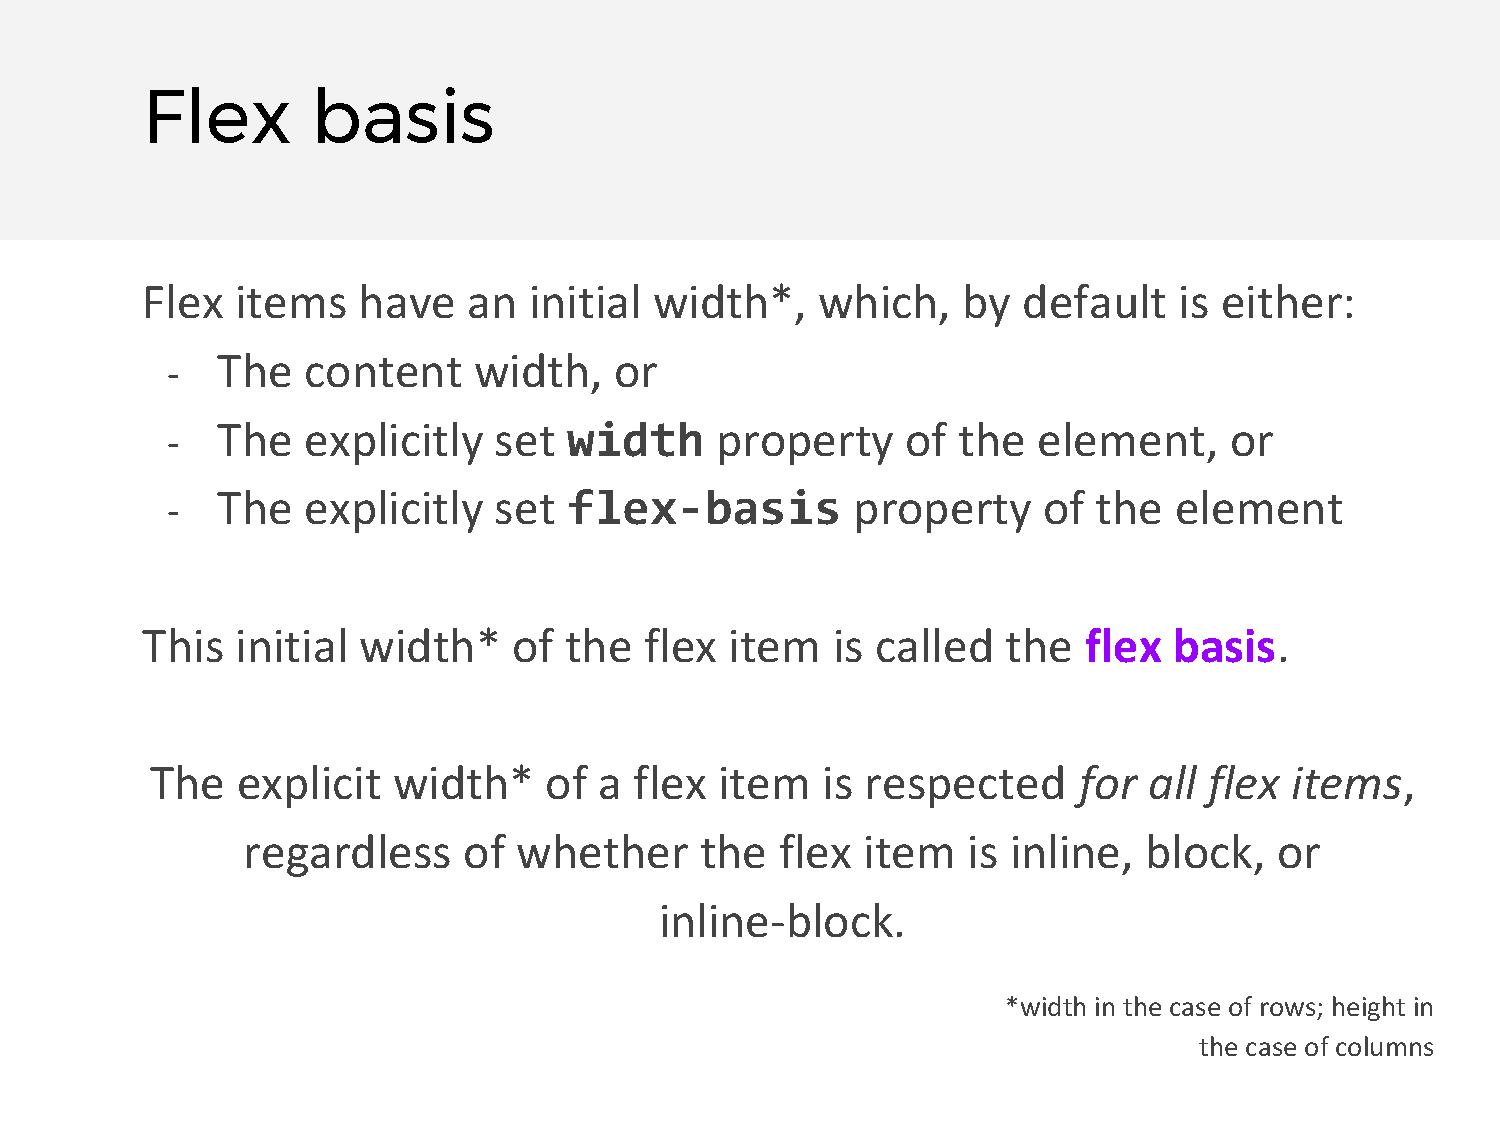 Flex basis
Flex items have an initial width*, which, by default is either:
- The content width, or
- The explicitly set width property of the element, or
- The explicitly set flex-basis property of the element
This initial width* of the flex item is called the flex basis.
The explicit width* of a flex item is respected for all flex items,
regardless of whether the flex item is inline, block, or
inline-block.
*width in the case of rows; height in
the case of columns